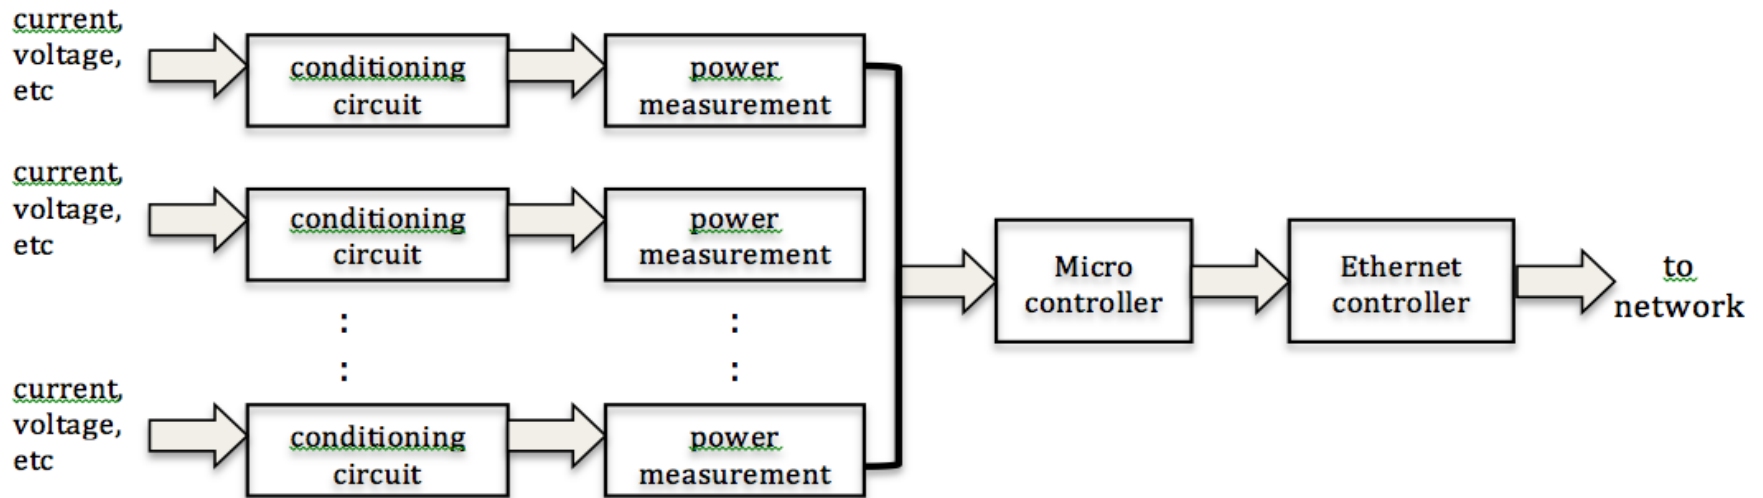 current,
voltage,
etc
conditioning
circuit
power
measurement
current,
voltage,
etc
conditioning
circuit
power
measurement
:
:
:
:
current,
voltage,
etc
conditioning
circuit
power
measurement
Micro
controller
Ethernet
controller
to
network